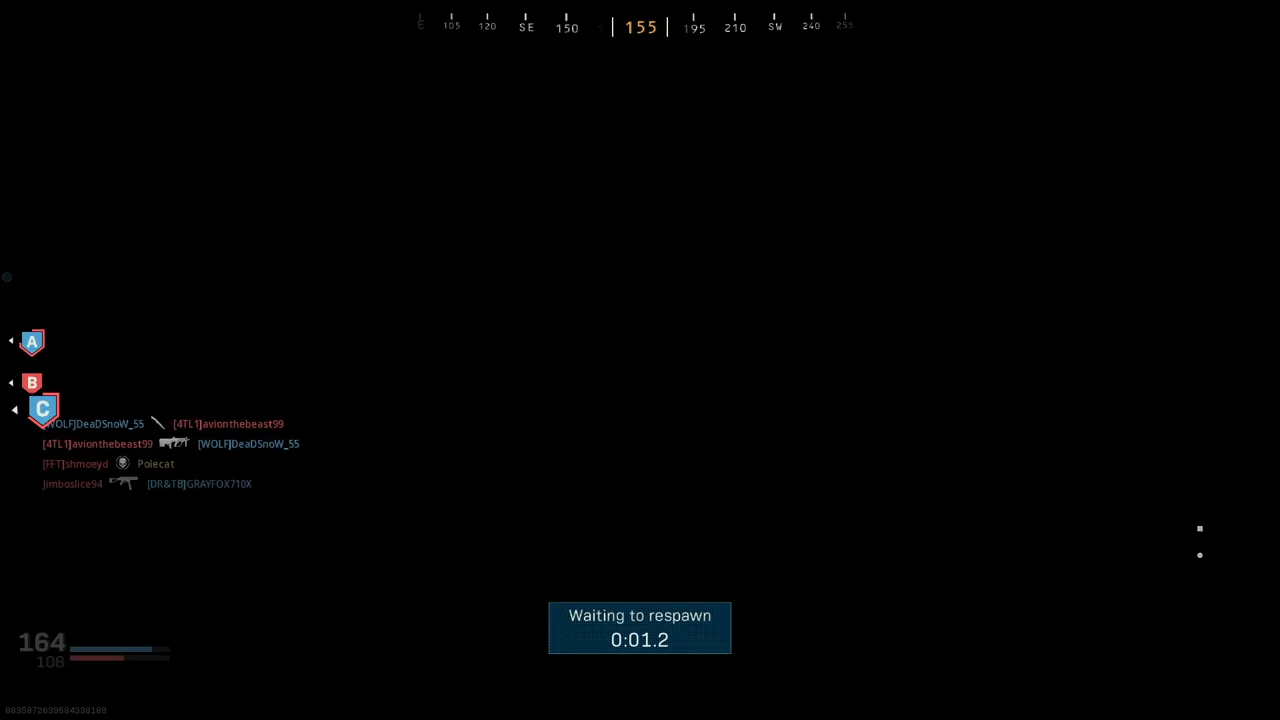 E 105 120 SE 150 155 195 210 SW 240 255
A
B
C
WOLF]DeaDSnoW_55 [4TL1]avionthebeast99
[4TL1]avionthebeast99 [WOLF]DeaDSnoW_55
[FFT]shmoeyd Polecat
Jimboslice94 [DR&TB]GRAYFOX710X
Waiting to respawn
0:01.2
164
108